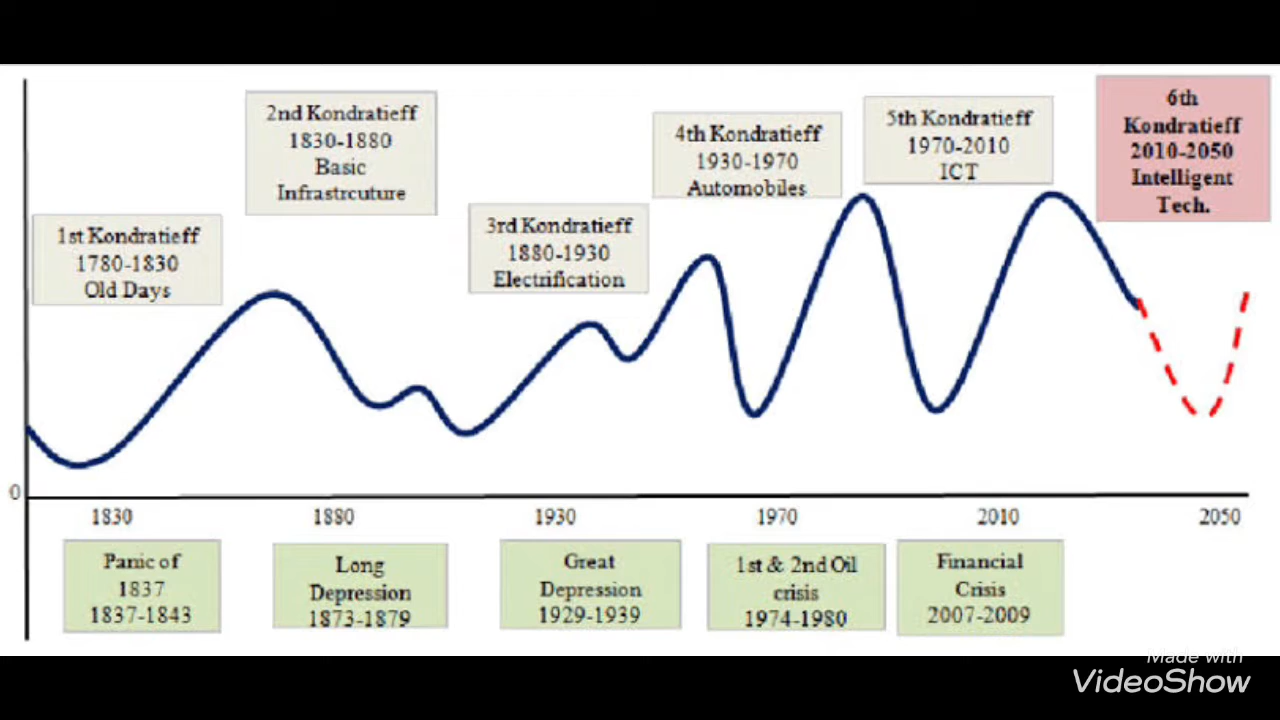 1st Kondratieff
1780-1830
Old Days
2nd Kondratieff
1830-1880
Basic
Infrastrcuture
3rd Kondratieff
1880-1930
Electrification
4th Kondratieff
1930-1970
Automobiles
5th Kondratieff
1970-2010
ICT
6th
Kondratieff
2010-2050
Intelligent
Tech.
0
1830 1880 1930 1970 2010 2050
Panic of
1837
1837-1843
Long
Depression
1873-1879
Great
Depression
1929-1939
1st & 2nd Oil
crisis
1974-1980
Financial
Crisis
2007-2009
Made with
VideoShow